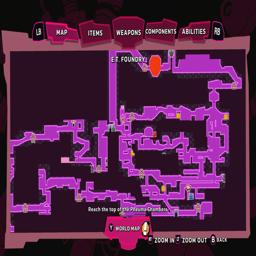 LB MAP ITEMS WEAPONS COMPONENTS ABILITIES RB
E.T. FOUNDRY
Reach the top of the Pneuma Chambers
Y WORLD MAP
ZOOM IN ZOOM OUT B BACK